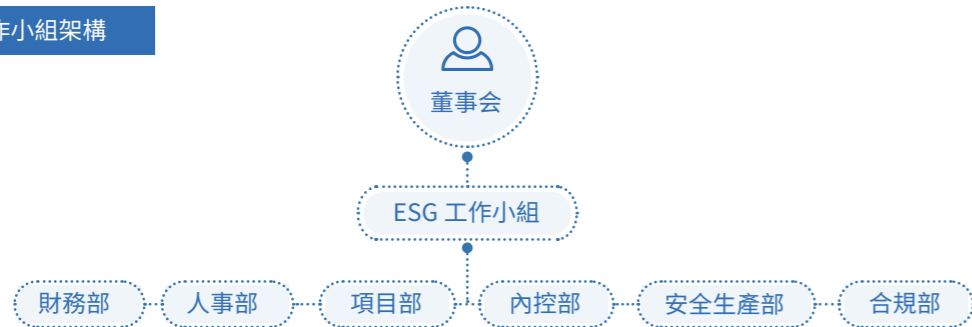 作小組架構
董事会
ESG 工作小組
財務部 人事部 項目部 內控部 安全生產部 合規部